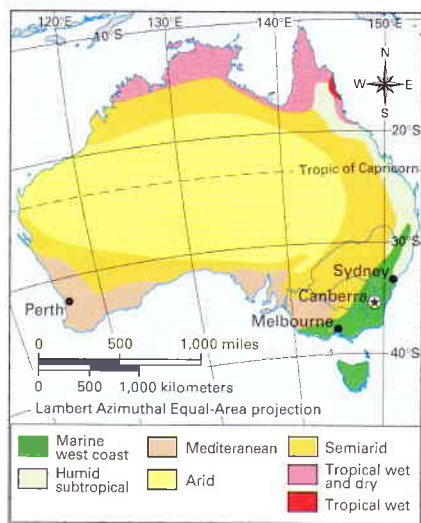 120°E
130°E
140°E
150°E
10°S
N
W E
S
20°S
Tropic of Capricorn
30°S
Sydney
Canberra
Perth
Melbourne
0 500 1,000 miles
0 500 1,000 kilometers
40°S
Lambert Azimuthal Equal-Area projection
Marine
west coast
Humid
subtropical
Mediteranean
Arid
Semiarid
Tropical wet
and dry
Tropical wet